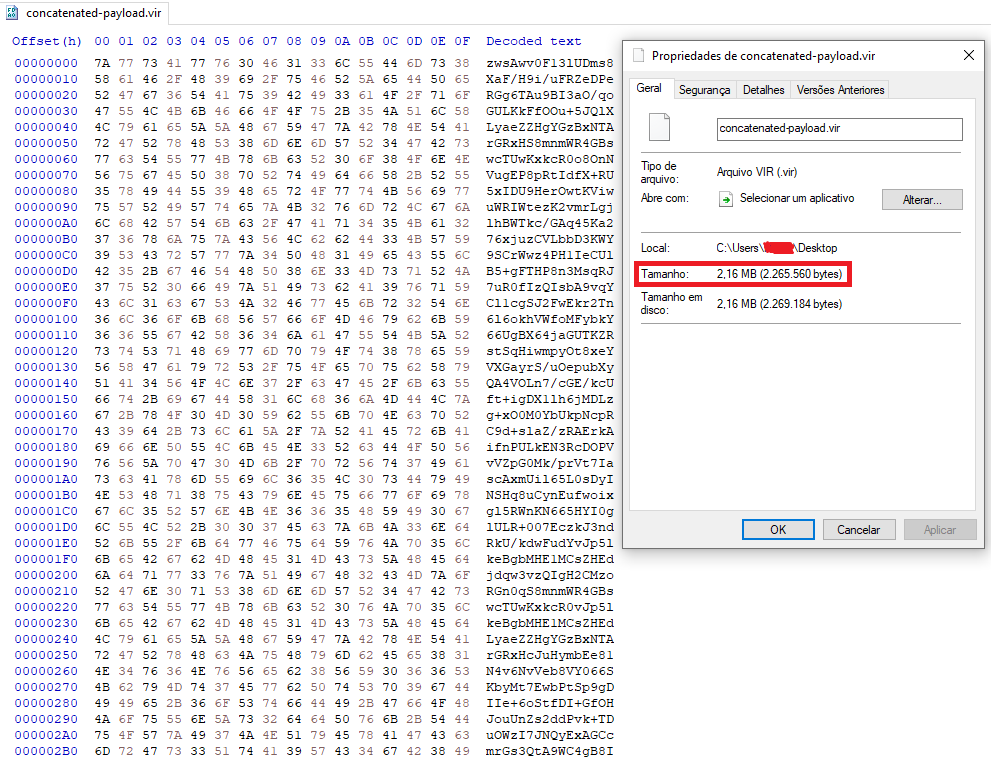 concatenated-payload.vir
Offset(h) 00 01 02 03 04 05 06 07 08 09 0A 0B 0C 0D 0E 0F Decoded text
00000000 7A 77 73 41 77 76 30 46 31 33 6C 55 44 6D 73 38 zwsAwv0F13lUDms8
00000010 58 61 46 2F 48 39 69 2F 75 46 52 5A 65 44 50 65 XaF/H9i/uFRZeDPe
00000020 52 47 67 36 54 41 75 39 42 49 33 61 4F 2F 71 6F RGg6TAu9BI3aO/qo
00000030 47 55 4C 4B 6B 46 66 4F 4F 75 2B 35 4A 51 6C 58 GULKkFfOOu+5JQlX
00000040 4C 79 61 65 5A 5A 48 67 59 47 7A 42 78 4E 54 41 LyaeZZHgYGzBxNTA
00000050 72 47 52 78 48 53 38 6D 6E 6D 57 52 34 47 42 73 rGRxHS8mnmWR4GBs
00000060 77 63 54 55 77 4B 78 6B 63 52 30 6F 38 4F 6E 4E wcTUwKxkcR0o8OnN
00000070 56 75 67 45 50 38 70 52 74 49 64 66 58 2B 52 55 VugEP8pRtIdfX+RU
00000080 35 78 49 44 55 39 48 65 72 4F 77 74 4B 56 69 77 5xIDU9HerOwtKViw
00000090 75 57 52 49 57 74 65 7A 4B 32 76 6D 72 4C 67 6A uWRIWtezK2vmrLgj
000000A0 6C 68 42 57 54 6B 63 2F 47 41 71 34 35 4B 61 32 lhBWTkc/GAq45Ka2
000000B0 37 36 78 6A 75 7A 43 56 4C 62 62 44 33 4B 57 59 76xjuzCVLbbD3KWY
000000C0 39 53 43 72 57 77 7A 34 50 48 31 49 65 43 55 6C 9SCrWwz4PH1IeCUl
000000D0 42 35 2B 67 46 54 48 50 38 6E 33 4D 73 71 52 4A B5+gFTHP8n3MsqRJ
000000E0 37 75 52 30 66 49 7A 51 49 73 62 41 39 76 71 59 7uR0fIzQIsbA9vqY
000000F0 43 6C 31 63 67 53 4A 32 46 77 45 6B 72 32 54 6E Cl1cgSJ2FwEkr2Tn
00000100 36 6C 36 6F 6B 68 56 57 66 6F 4D 46 79 62 6B 59 6l6okhVWfoMFybkY
00000110 36 36 55 67 42 58 36 34 6A 61 47 55 54 4B 5A 52 66UgBX64jaGUTKZR
00000120 73 74 53 71 48 69 77 6D 70 79 4F 74 38 78 65 59 stSqHiwmpyOt8xeY
00000130 56 58 47 61 79 72 53 2F 75 4F 65 70 75 62 58 79 VXGayrS/uOepubXy
00000140 51 41 34 56 4F 4C 6E 37 2F 63 47 45 2F 6B 63 55 QA4VOLn7/cGE/kcU
00000150 66 74 2B 69 67 44 58 31 6C 68 36 6A 4D 44 4C 7A ft+igDX1lh6jMDLz
00000160 67 2B 78 4F 30 4D 30 59 62 55 6B 70 4E 63 70 52 g+xO0M0YbUkpNcpR
00000170 43 39 64 2B 73 6C 61 5A 2F 7A 52 41 45 72 6B 41 C9d+slaZ/zRAErkA
00000180 69 66 6E 50 55 4C 6B 45 4E 33 52 63 44 4F 50 56 ifnPULkEN3RcDOPV
00000190 76 56 5A 70 47 30 4D 6B 2F 70 72 56 74 37 49 61 vVZpG0Mk/prVt7Ia
000001A0 73 63 41 78 6D 55 69 6C 36 35 4C 30 73 44 79 49 scAxmUil65L0sDyI
000001B0 4E 53 48 71 38 75 43 79 6E 45 75 66 77 6F 69 78 NSHq8uCynEufwoix
000001C0 67 6C 35 52 57 6E 4B 4E 36 36 35 48 59 49 30 67 gl5RWnKN665HYI0g
000001D0 6C 55 4C 52 2B 30 30 37 45 63 7A 6B 4A 33 6E 64 lULR+007EczkJ3nd
000001E0 52 6B 55 2F 6B 64 77 46 75 64 59 76 4A 70 35 6C RkU/kdwFudYvJp5l
000001F0 6B 65 42 67 62 4D 48 45 31 4D 43 73 5A 48 45 64 keBgbMHE1MCsZHEd
00000200 6A 64 71 77 33 76 7A 51 49 67 48 32 43 4D 7A 6F jdqw3vzQIgH2CMzo
00000210 52 47 6E 30 71 53 38 6D 6E 6D 57 52 34 47 42 73 RGn0qS8mnmWR4GBs
00000220 77 63 54 55 77 4B 78 6B 63 52 30 76 4A 70 35 6C wcTUwKxkcR0vJp5l
00000230 6B 65 42 67 62 4D 48 45 31 4D 43 73 5A 48 45 64 keBgbMHE1MCsZHEd
00000240 4C 79 61 65 5A 5A 48 67 59 47 7A 42 78 4E 54 41 LyaeZZHgYGzBxNTA
00000250 72 47 52 78 48 63 4A 75 48 79 6D 62 45 65 38 31 rGRxHcJuHymbEe81
00000260 4E 34 76 36 4E 76 56 65 62 38 56 59 30 36 36 53 N4v6NvVeb8VY066S
00000270 4B 62 79 4D 74 37 45 77 62 50 74 53 70 39 67 44 KbyMt7EwbPtSp9gD
00000280 49 49 65 2B 36 6F 53 74 66 44 49 2B 47 66 4F 48 IIe+6oStfDI+GfOH
00000290 4A 6F 75 55 6E 5A 73 32 64 64 50 76 6B 2B 54 44 JouUnZs2ddPvk+TD
000002A0 75 4F 57 7A 49 37 4A 4E 51 79 45 78 41 47 43 63 uOWzI7JNQyExAGCc
000002B0 6D 72 47 73 33 51 74 41 39 57 43 34 67 42 38 49 mrGs3QtA9WC4gB8I
Propriedades de concatenated-payload.vir
Geral Segurança Detalhes Versões Anteriores
concatenated-payload.vir
Tipo de
arquivo:
Arquivo VIR (.vir)
Abre com:
Selecionar um aplicativo
Alterar...
Local:
C:\Users\
\Desktop
Tamanho:
2,16 MB (2.265.560 bytes)
Tamanho em
disco:
2,16 MB (2.269.184 bytes)
OK Cancelar Aplicar